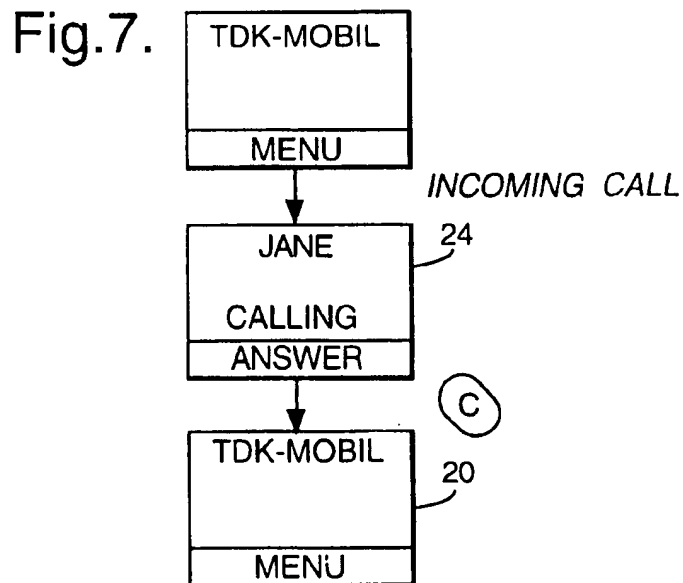 Fig.7.
TDK-MOBIL
MENU
INCOMING CALL
JANE
24
CALLING
ANSWER
C
TDK-MOBIL
20
MENU